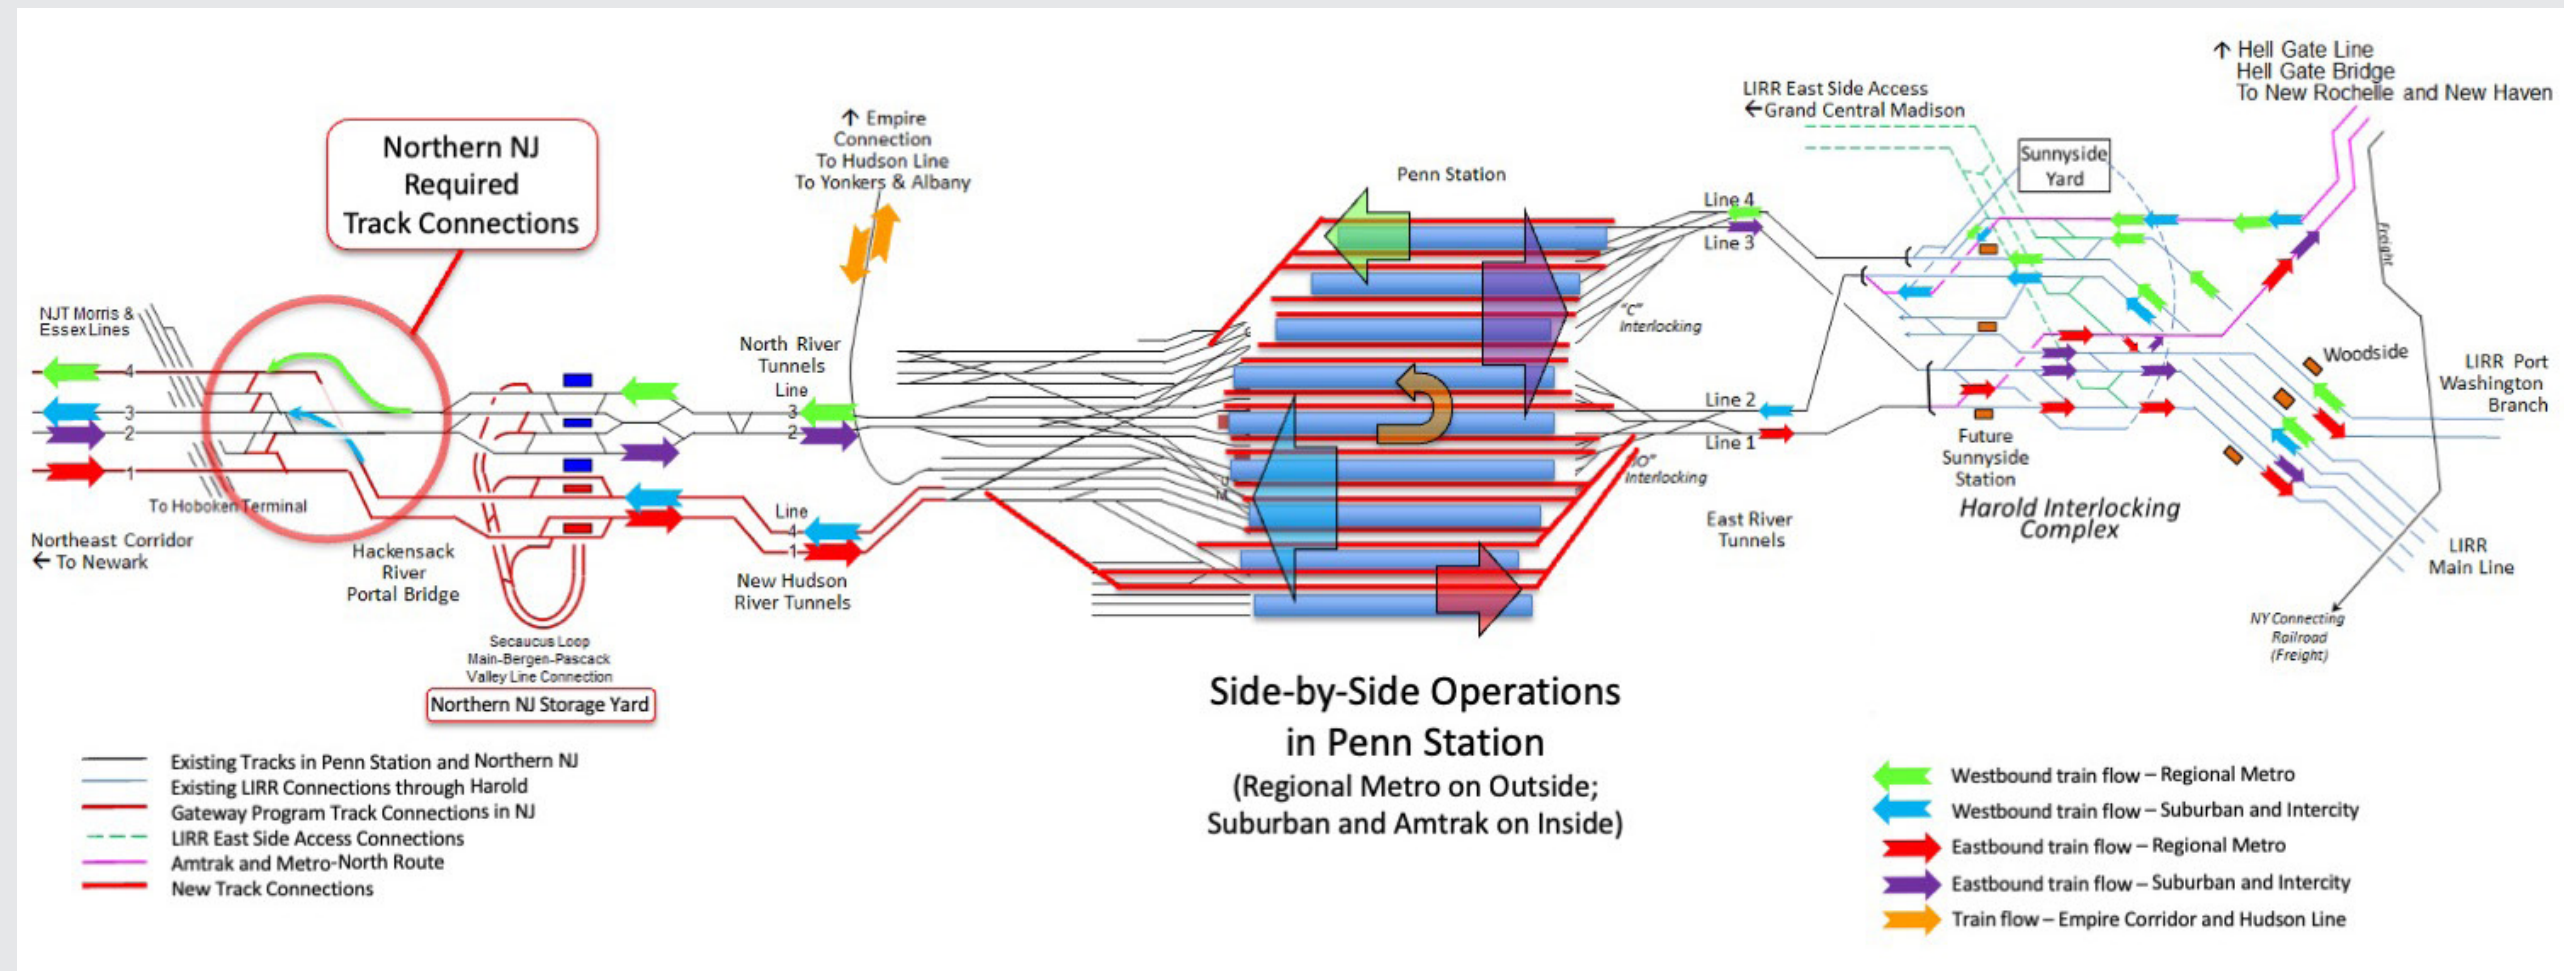 Northern NJ
Required
Track Connections
↑ Empire
Connection
To Hudson Line
To Yonkers & Albany
NJT Morris &
Essex Lines
4
3
2
1
To Hoboken Terminal
Northeast Corridor
← To Newark
Hackensack
River
Portal Bridge
Secaucus Loop
Main-Bergen-Pascack
Valley Line Connection
Northern NJ Storage Yard
North River
Tunnels
Line
3
2
Line
4
1
New Hudson
River Tunnels
Penn Station
"C"
Interlocking
Interlocking
Side-by-Side Operations
in Penn Station
(Regional Metro on Outside;
Suburban and Amtrak on Inside)
Line 4
Line 3
Line 2
Line 1
East River
Tunnels
LIRR East Side Access
←Grand Central Madison
Sunnyside
Yard
↑ Hell Gate Line
Hell Gate Bridge
To New Rochelle and New Haven
Freight
Woodside
LIRR Port
Washington
Branch
Future
Sunnyside
Station
Harold Interlocking
Complex
LIRR
Main Line
NY Connecting
Railroad
(Freight)
Existing Tracks in Penn Station and Northern NJ
Existing LIRR Connections through Harold
Gateway Program Track Connections in NJ
LIRR East Side Access Connections
Amtrak and Metro-North Route
New Track Connections
Westbound train flow – Regional Metro
Westbound train flow – Suburban and Intercity
Eastbound train flow – Regional Metro
Eastbound train flow – Suburban and Intercity
Train flow – Empire Corridor and Hudson Line